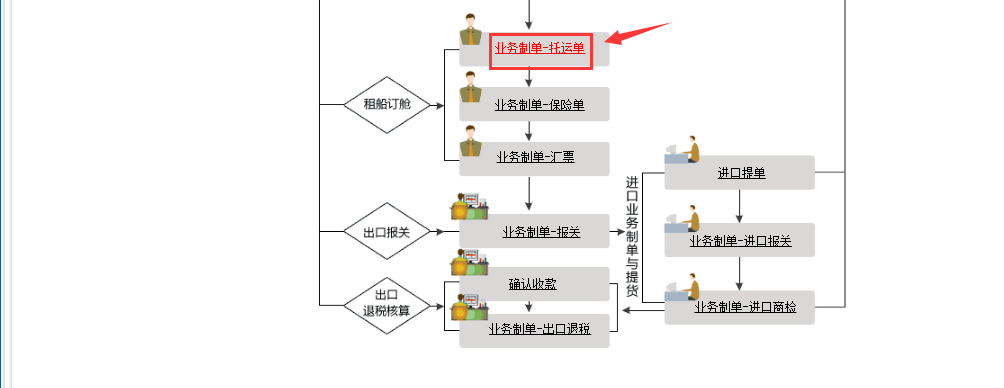 业务制单-托运单
租船订舱
业务制单-保险单
业务制单-汇票
进口提单
进口业务制单与提货
出口报关
业务制单-报关
业务制单-进口报关
确认收款
出口
退税核算
业务制单-进口商检
业务制单-出口退税